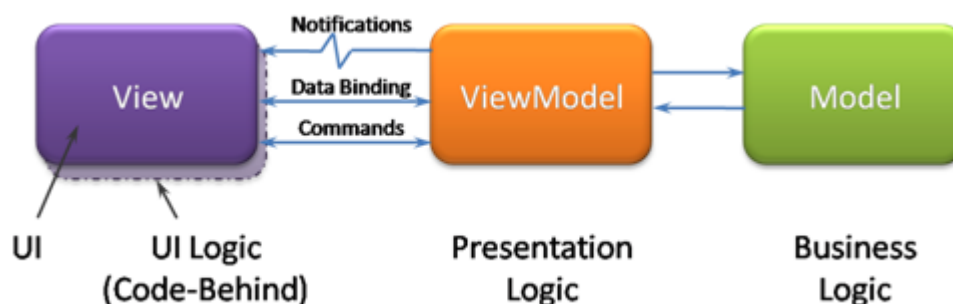 Notifications
View
Data Binding
ViewModel
Model
Commands
UI
UI Logic
(Code-Behind)
Presentation
Logic
Business
Logic